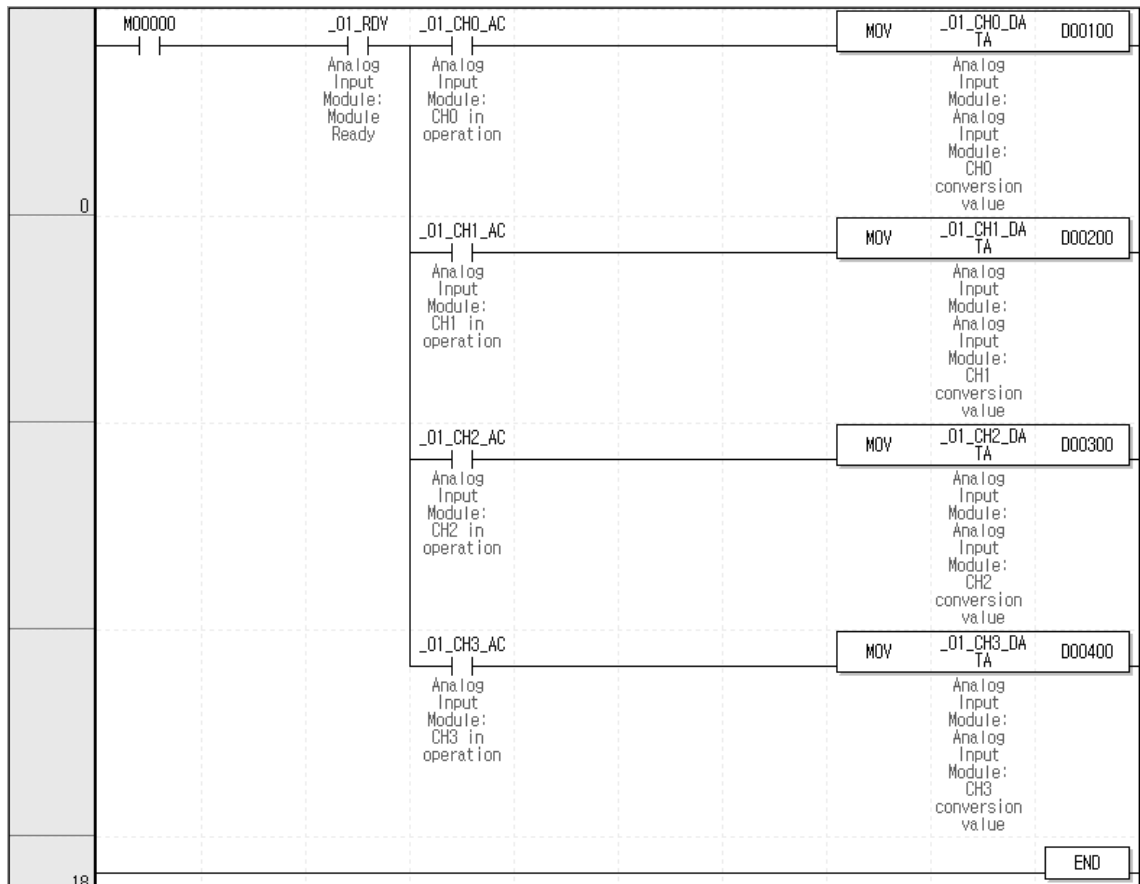 M00000 _01_RDY _01_CH0_AC MOV _01_CH0_DA D00100
TA
Analog Analog Analog
Input Input Input
Module: Module: Module:
Module CH0 in Analog
Ready operation Input
Module:
CH0
conversion
0 value
_01_CH1_AC MOV _01_CH1_DA D00200
TA
Analog Analog
Input Input
Module: Module:
CH1 in Analog
operation Input
Module:
CH1
conversion
value
_01_CH2_AC MOV _01_CH2_DA D00300
TA
Analog Analog
Input Input
Module: Module:
CH2 in Analog
operation Input
Module:
CH2
conversion
value
_01_CH3_AC MOV _01_CH3_DA D00400
TA
Analog Analog
Input Input
Module: Module:
CH3 in Analog
operation Input
Module:
CH3
conversion
value
END
18